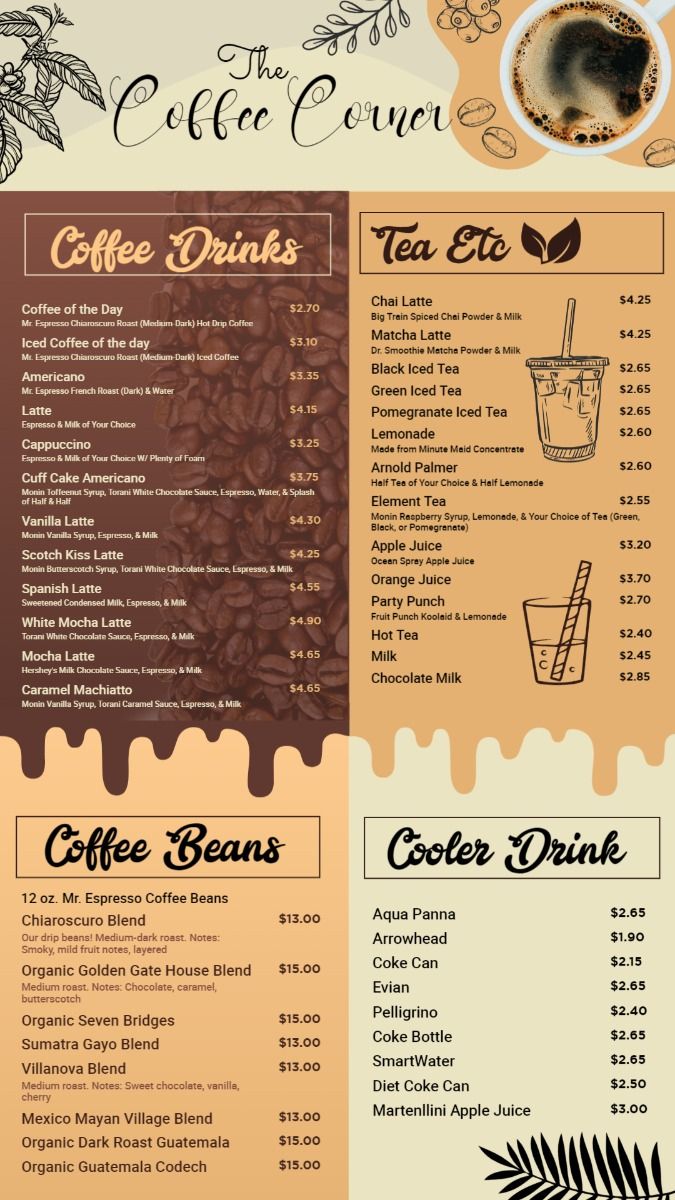 The
Coffee Corner
Coffee Drinks
Coffee of the Day $2.70
Mr. Espresso Chiaroscuro Roast (Medium-Dark) Hot Drip Coffee
Iced Coffee of the day $3.10
Mr. Espresso Chiaroscuro Roast (Medium-Dark) Iced Coffee
Americano $3.35
Mr. Espresso French Roast (Dark) & Water
Latte $4.15
Espresso & Milk of Your Choice
Cappuccino $3.25
Espresso & Milk of Your Choice W/ Plenty of Foam
Cuff Cake Americano $3.75
Monin Toffeenut Syrup, Torani White Chocolate Sauce, Espresso, Water, & Splash
of Half & Half
Vanilla Latte $4.30
Monin Vanilla Syrup, Espresso, & Milk
Scotch Kiss Latte $4.25
Monin Butterscotch Syrup, Torani White Chocolate Sauce, Espresso, & Milk
Spanish Latte $4.55
Sweetened Condensed Milk, Espresso, & Milk
White Mocha Latte $4.90
Torani White Chocolate Sauce, Espresso, & Milk
Mocha Latte $4.65
Hershey's Milk Chocolate Sauce, Espresso, & Milk
Caramel Machiatto $4.65
Monin Vanilla Syrup, Torani Caramel Sauce, Espresso, & Milk
Tea Etc
Chai Latte $4.25
Big Train Spiced Chai Powder & Milk
Matcha Latte $4.25
Dr. Smoothie Matcha Powder & Milk
Black Iced Tea $2.65
Green Iced Tea $2.65
Pomegranate Iced Tea $2.65
Lemonade $2.60
Made from Minute Maid Concentrate
Arnold Palmer $2.60
Half Tea of Your Choice & Half Lemonade
Element Tea $2.55
Monin Raspberry Syrup, Lemonade, & Your Choice of Tea (Green,
Black, or Pomegranate)
Apple Juice $3.20
Ocean Spray Apple Juice
Orange Juice $3.70
Party Punch $2.70
Fruit Punch Koolaid & Lemonade
Hot Tea $2.40
Milk $2.45
Chocolate Milk $2.85
Coffee Beans
12 oz. Mr. Espresso Coffee Beans
Chiaroscuro Blend $13.00
Our drip beans! Medium-dark roast. Notes:
Smoky, mild fruit notes, layered
Organic Golden Gate House Blend $15.00
Medium roast. Notes: Chocolate, caramel,
butterscotch
Organic Seven Bridges $15.00
Sumatra Gayo Blend $13.00
Villanova Blend $13.00
Medium roast. Notes: Sweet chocolate, vanilla,
cherry
Mexico Mayan Village Blend $13.00
Organic Dark Roast Guatemala $15.00
Organic Guatemala Codech $15.00
Cooler Drink
Aqua Panna $2.65
Arrowhead $1.90
Coke Can $2.15
Evian $2.65
Pelligrino $2.40
Coke Bottle $2.65
SmartWater $2.65
Diet Coke Can $2.50
Martenllini Apple Juice $3.00